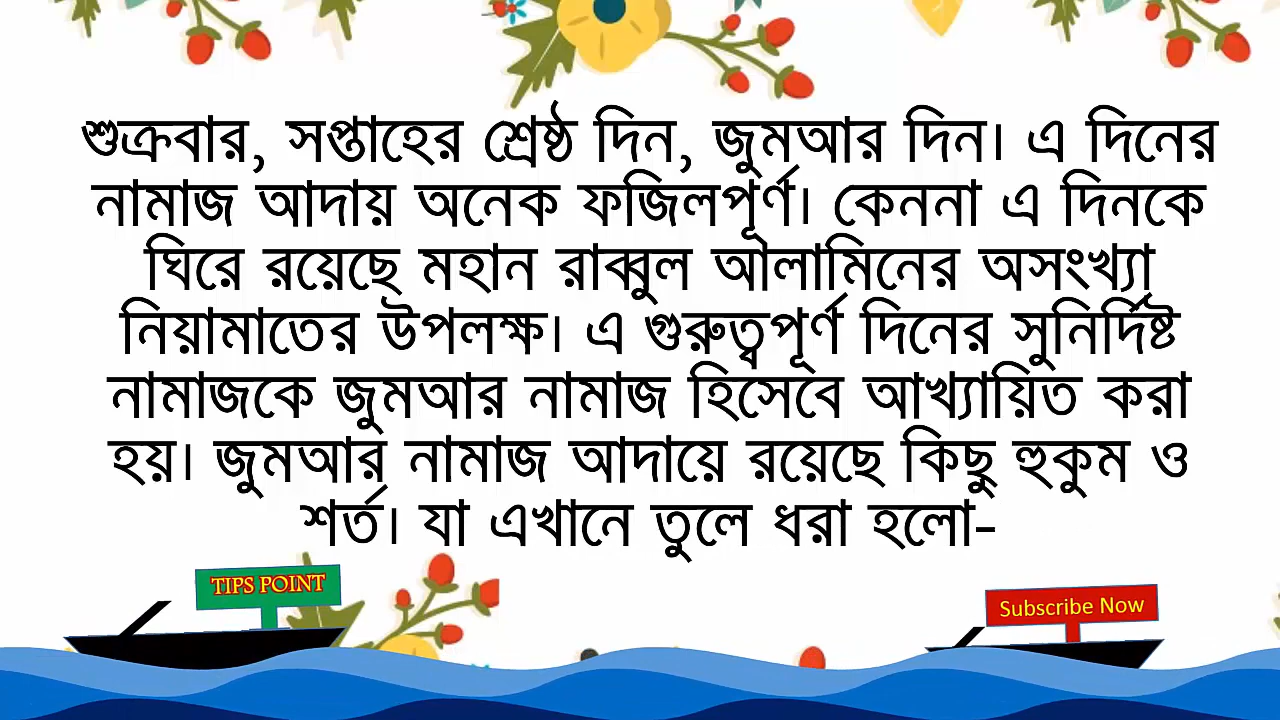 শুক্রবার, সপ্তাহের শ্রেষ্ঠ দিন, জুমআর দিন। এ দিনের
নামাজ আদায় অনেক ফজিলপূর্ণ। কেননা এ দিনকে
ঘিরে রয়েছে মহান রাব্বুল আলামিনের অসংখ্য
নিয়ামাতের উপলক্ষ। এ গুরুত্বপূর্ণ দিনের সুনির্দিষ্ট
নামাজকে জুমআর নামাজ হিসেবে আখ্যায়িত করা
হয়। জুমআর নামাজ আদায়ে রয়েছে কিছু হুকুম ও
শর্ত। যা এখানে তুলে ধরা হলো-
TIPS POINT
Subscribe Now